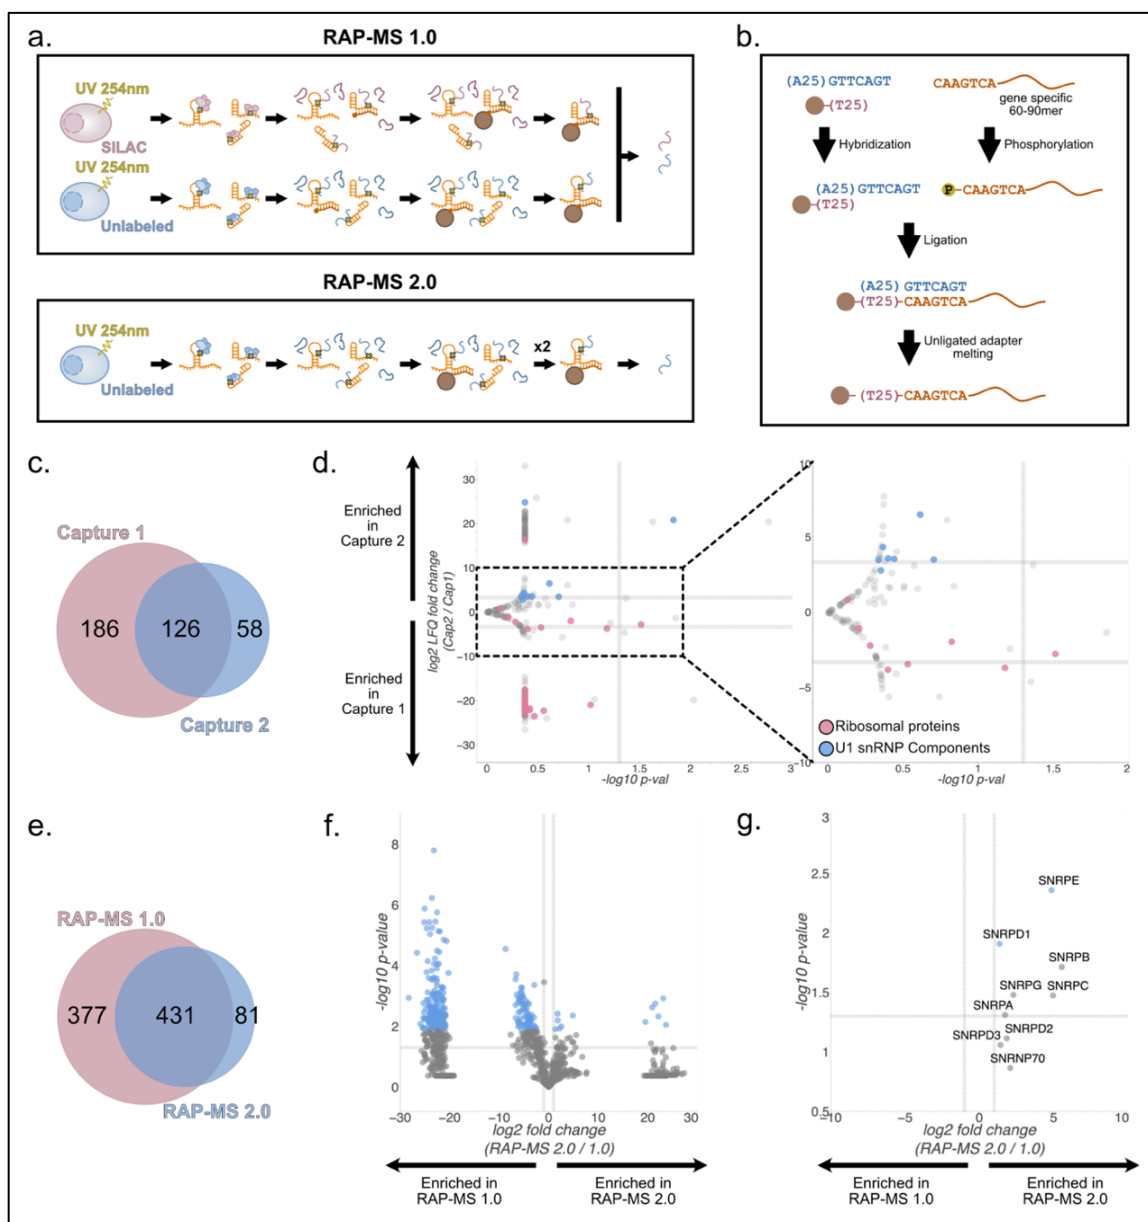 a.
RAP-MS 1.0
UV 254nm
SILAC
UV 254nm
Unlabeled
RAP-MS 2.0
UV 254nm
x2
Unlabeled
b.
(A25)GTTCAGT
CAAGTCA
(T25)
gene specific
60-90mer
Hybridization
Phosphorylation
(A25)GTTCAGT
P
-CAAGTCA
(T25)
Ligation
(A25) GTTCAGT
(T25)CAAGTCA
Unligated adapter
melting
(T25)-CAAGTCA
c.
Capture 1
186
126
58
Capture 2
d.
Enriched
in
Capture 2
Enriched
in
Capture 1
log2 LFQ fold change
(Cap2 / Cap1)
30
20
10
0
−10
−20
−30
0
0.5
1
1.5
2
2.5
3
-log10 p-val
10
5
0
−5
−10
0
0.5
1
1.5
2
-log10 p-val
Ribosomal proteins
U1 snRNP Components
e.
RAP-MS 1.0
377
431
81
RAP-MS 2.0
f.
-log10 p-value
8
6
4
2
0
−30
−20
−10
0
10
20
30
log2 fold change
(RAP-MS 2.0 / 1.0)
Enriched in
RAP-MS 1.0
Enriched in
RAP-MS 2.0
g.
-log10 p-value
3
2.5
2
1.5
1
0.5
SNRPE
SNRPD1
SNRPB
SNRPG
SNRPC
SNRPA
SNRPD3
SNRPD2
SNRNP70
−10
−5
0
5
10
log2 fold change
(RAP-MS 2.0 / 1.0)
Enriched in
RAP-MS 1.0
Enriched in
RAP-MS 2.0